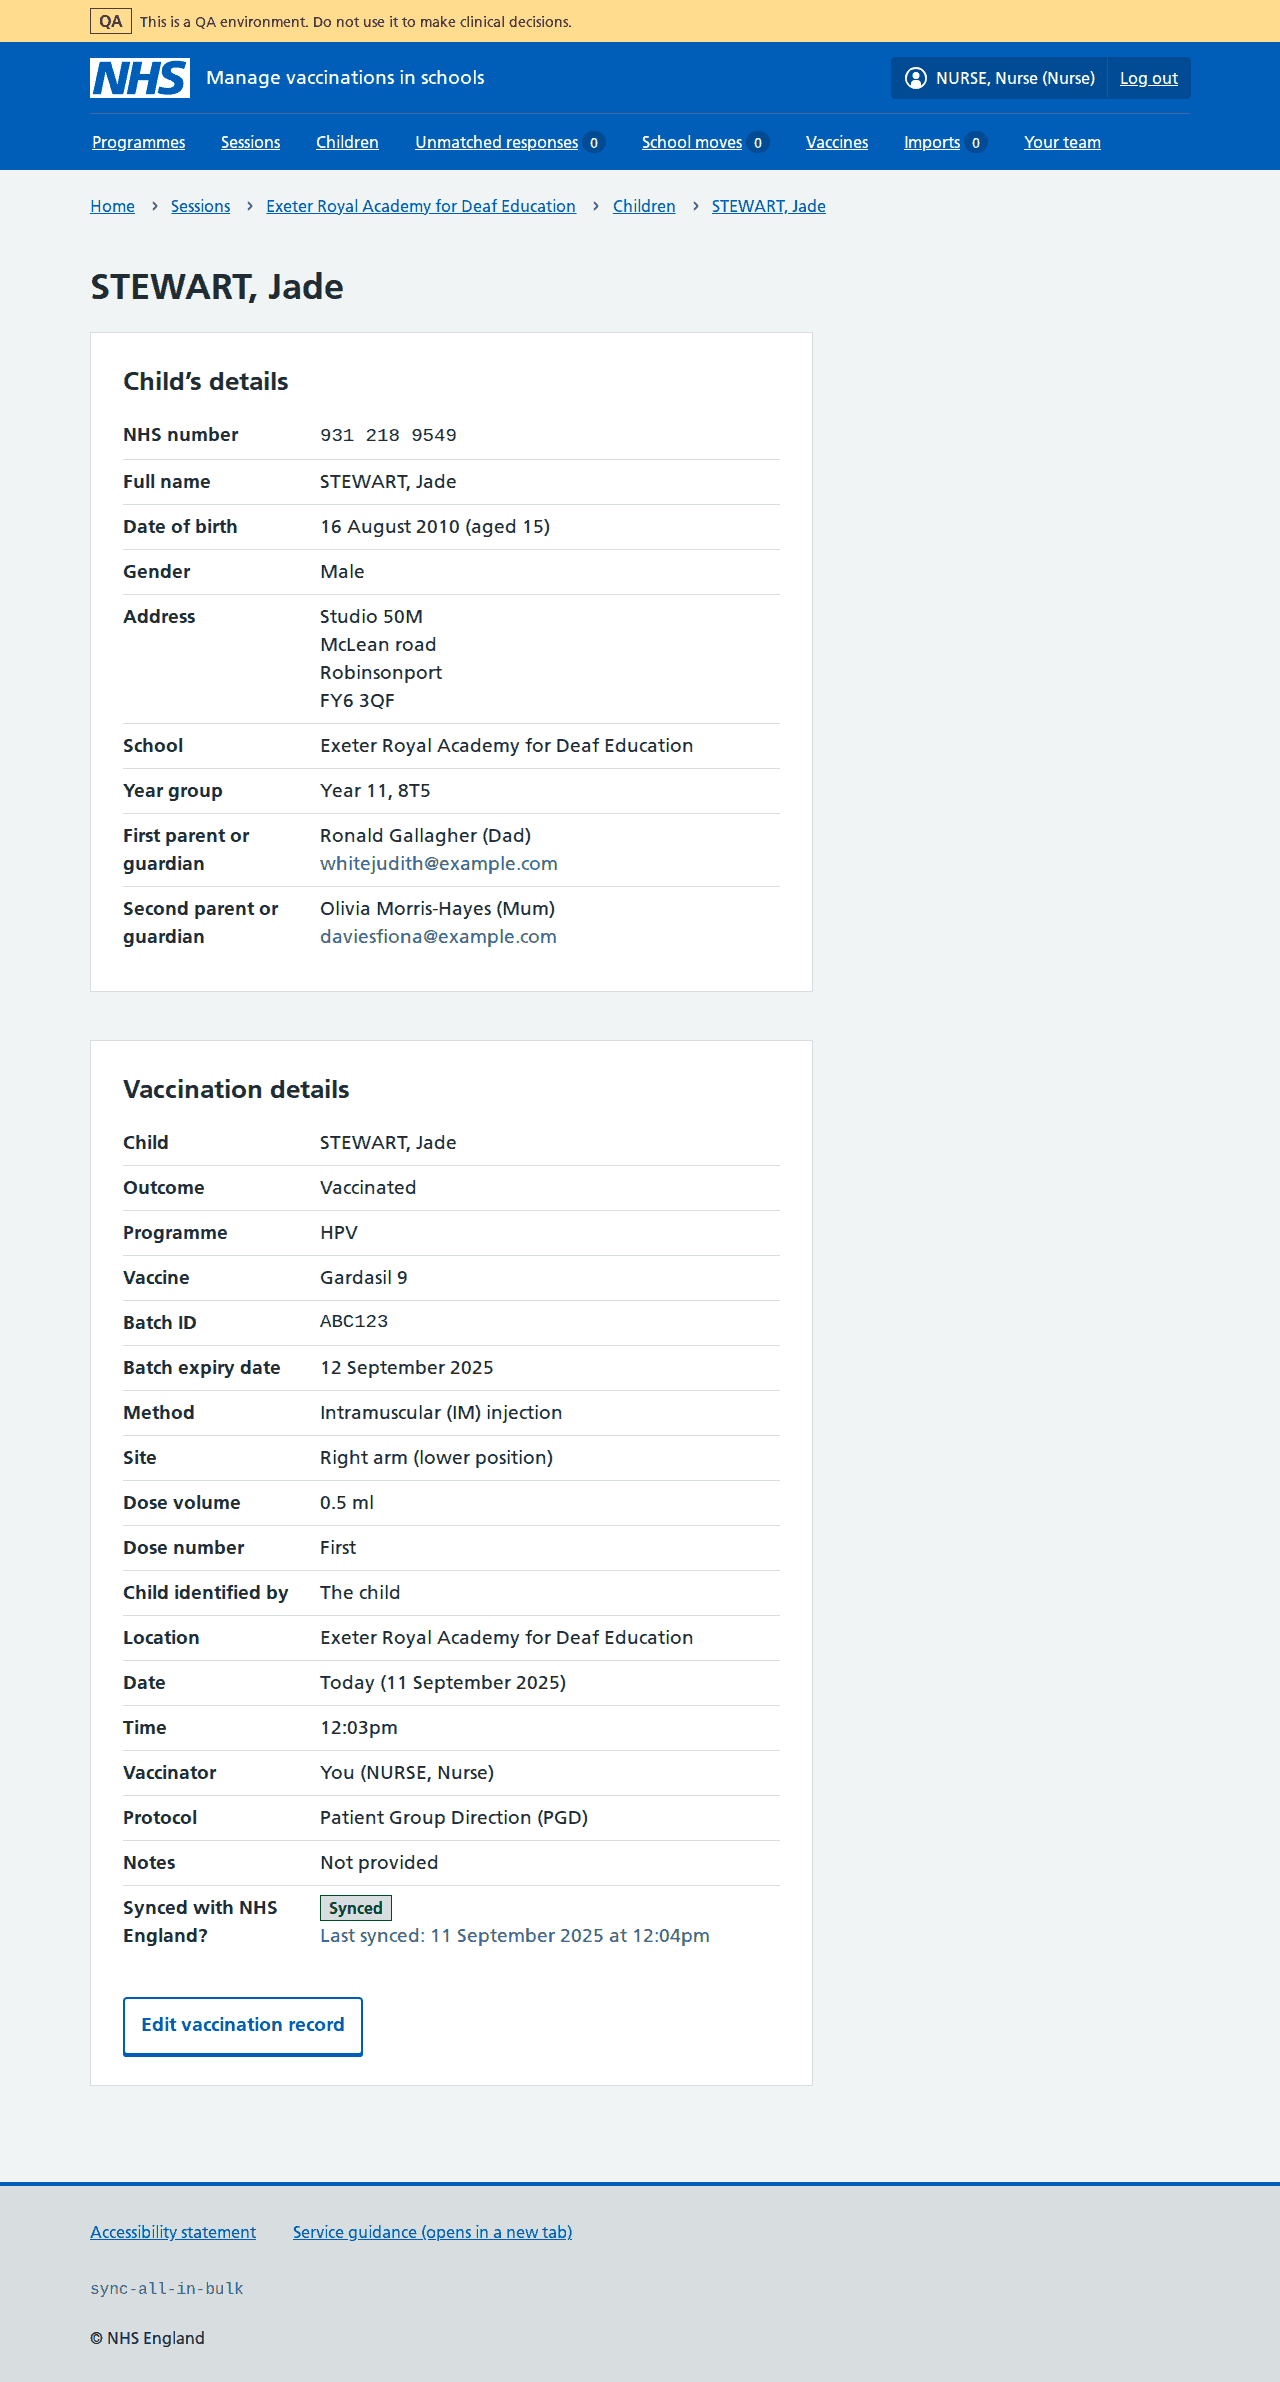 QA This is a QA environment. Do not use it to make clinical decisions.
NHS Manage vaccinations in schools NURSE, Nurse (Nurse) Log out
Programmes Sessions Children Unmatched responses 0 School moves 0 Vaccines Imports 0 Your team
Home › Sessions › Exeter Royal Academy for Deaf Education › Children › STEWART, Jade
STEWART, Jade
Child’s details
NHS number 931 218 9549
Full name STEWART, Jade
Date of birth 16 August 2010 (aged 15)
Gender Male
Address Studio 50M
McLean road
Robinsonport
FY6 3QF
School Exeter Royal Academy for Deaf Education
Year group Year 11, 8T5
First parent or guardian Ronald Gallagher (Dad)
whitejudith@example.com
Second parent or guardian Olivia Morris-Hayes (Mum)
daviesfiona@example.com
Vaccination details
Child STEWART, Jade
Outcome Vaccinated
Programme HPV
Vaccine Gardasil 9
Batch ID ABC123
Batch expiry date 12 September 2025
Method Intramuscular (IM) injection
Site Right arm (lower position)
Dose volume 0.5 ml
Dose number First
Child identified by The child
Location Exeter Royal Academy for Deaf Education
Date Today (11 September 2025)
Time 12:03pm
Vaccinator You (NURSE, Nurse)
Protocol Patient Group Direction (PGD)
Notes Not provided
Synced with NHS England? Synced
Last synced: 11 September 2025 at 12:04pm
Edit vaccination record
Accessibility statement Service guidance (opens in a new tab)
sync-all-in-bulk
© NHS England